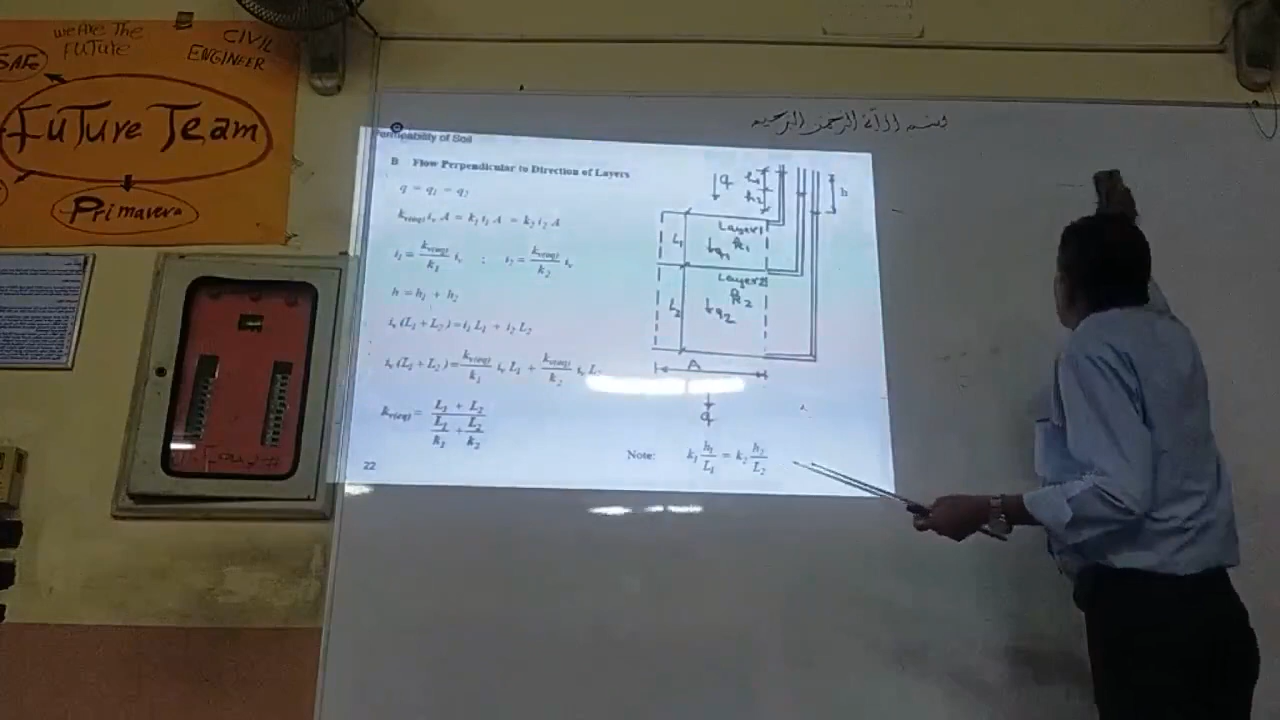 WE ARE THE
FUTURE
CIVIL
ENGINEER
SAFE
FUTURE TEAM
Primavera
بسم الله الرحمن الرحيم
Permeability of Soil
B Flow Perpendicular to Direction of Layers
q = q₁ = q₂
k_v(eq) i_v A = k₁ i₁ A = k₂ i₂ A
i₁ = k_v(eq)/k₁ i_v ; i₂ = k_v(eq)/k₂ i_v
h = h₁ + h₂
i_v (L₁ + L₂) = i₁ L₁ + i₂ L₂
i_v (L₁ + L₂) = k_v(eq)/k₁ i_v L₁ + k_v(eq)/k₂ i_v L₂
k_v(eq) = (L₁ + L₂)/(L₁/k₁ + L₂/k₂)
22
q
h₂
h
Layer1
L₁
q₁
k₁
Layer2
k₂
L₂
q₂
A
q
Note: k₁ h₁/L₁ = k₂ h₂/L₂